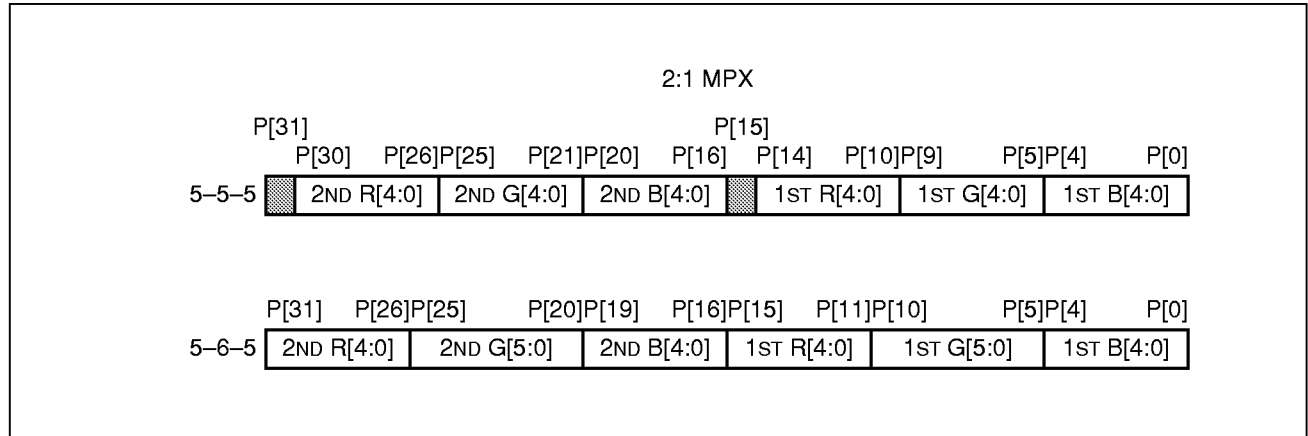 2:1 MPX
P[31] P[15]
P[30] P[26]P[25] P[21]P[20] P[16] P[14] P[10]P[9] P[5]P[4] P[0]
5–5–5 2ND R[4:0] 2ND G[4:0] 2ND B[4:0] 1ST R[4:0] 1ST G[4:0] 1ST B[4:0]
P[31] P[26]P[25] P[20]P[19] P[16]P[15] P[11]P[10] P[5]P[4] P[0]
5–6–5 2ND R[4:0] 2ND G[5:0] 2ND B[4:0] 1ST R[4:0] 1ST G[5:0] 1ST B[4:0]